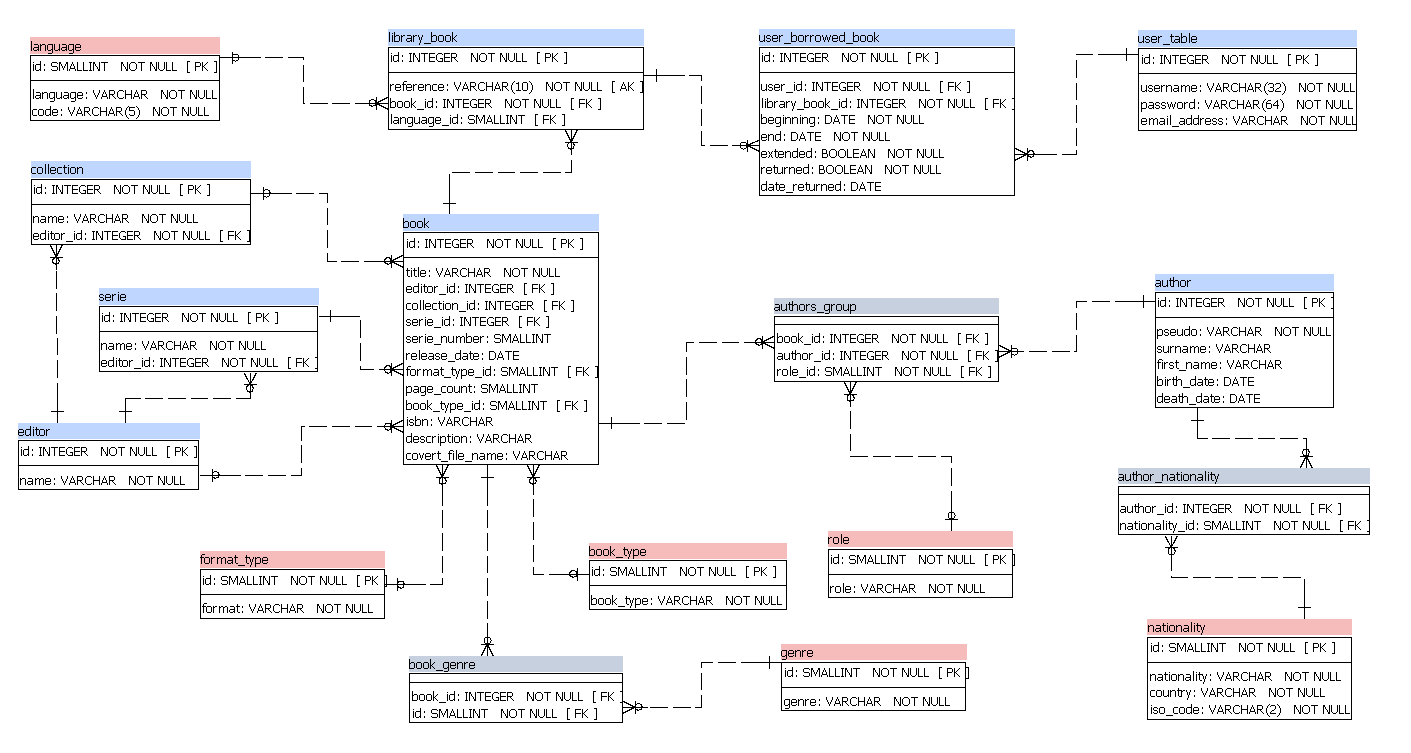 language
id: SMALLINT NOT NULL [ PK ]
language: VARCHAR NOT NULL
code: VARCHAR(5) NOT NULL
library_book
id: INTEGER NOT NULL [ PK ]
reference: VARCHAR(10) NOT NULL [ AK ]
book_id: INTEGER NOT NULL [ FK ]
language_id: SMALLINT [ FK ]
user_borrowed_book
id: INTEGER NOT NULL [ PK ]
user_id: INTEGER NOT NULL [ FK ]
library_book_id: INTEGER NOT NULL [ FK ]
beginning: DATE NOT NULL
end: DATE NOT NULL
extended: BOOLEAN NOT NULL
returned: BOOLEAN NOT NULL
date_returned: DATE
user_table
id: INTEGER NOT NULL [ PK ]
username: VARCHAR(32) NOT NULL
password: VARCHAR(64) NOT NULL
email_address: VARCHAR NOT NULL
collection
id: INTEGER NOT NULL [ PK ]
name: VARCHAR NOT NULL
editor_id: INTEGER NOT NULL [ FK ]
serie
id: INTEGER NOT NULL [ PK ]
name: VARCHAR NOT NULL
editor_id: INTEGER NOT NULL [ FK ]
editor
id: INTEGER NOT NULL [ PK ]
name: VARCHAR NOT NULL
book
id: INTEGER NOT NULL [ PK ]
title: VARCHAR NOT NULL
editor_id: INTEGER [ FK ]
collection_id: INTEGER [ FK ]
serie_id: INTEGER [ FK ]
serie_number: SMALLINT
release_date: DATE
format_type_id: SMALLINT [ FK ]
page_count: SMALLINT
book_type_id: SMALLINT [ FK ]
isbn: VARCHAR
description: VARCHAR
covert_file_name: VARCHAR
authors_group
book_id: INTEGER NOT NULL [ FK ]
author_id: INTEGER NOT NULL [ FK ]
role_id: SMALLINT NOT NULL [ FK ]
author
id: INTEGER NOT NULL [ PK ]
pseudo: VARCHAR NOT NULL
surname: VARCHAR
first_name: VARCHAR
birth_date: DATE
death_date: DATE
author_nationality
author_id: INTEGER NOT NULL [ FK ]
nationality_id: SMALLINT NOT NULL [ FK ]
format_type
id: SMALLINT NOT NULL [ PK ]
format: VARCHAR NOT NULL
book_type
id: SMALLINT NOT NULL [ PK ]
book_type: VARCHAR NOT NULL
role
id: SMALLINT NOT NULL [ PK ]
role: VARCHAR NOT NULL
book_genre
book_id: INTEGER NOT NULL [ FK ]
id: SMALLINT NOT NULL [ FK ]
genre
id: SMALLINT NOT NULL [ PK ]
genre: VARCHAR NOT NULL
nationality
id: SMALLINT NOT NULL [ PK ]
nationality: VARCHAR NOT NULL
country: VARCHAR NOT NULL
iso_code: VARCHAR(2) NOT NULL